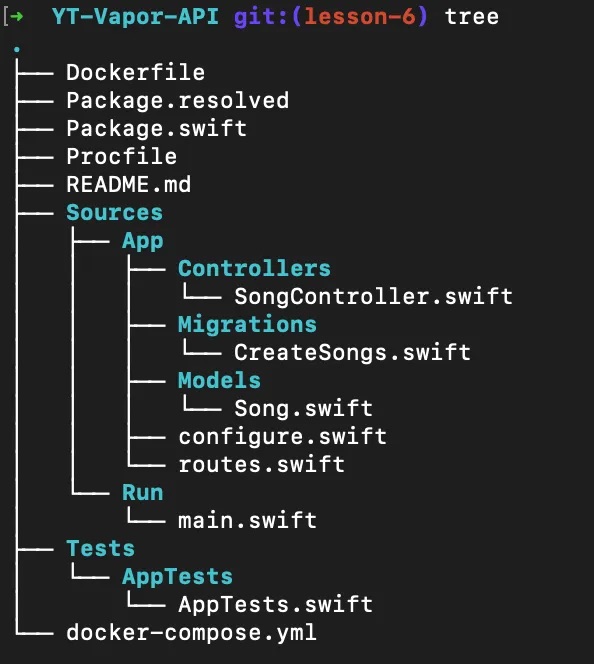 [➜  YT-Vapor-API git:(lesson-6) tree
.
├── Dockerfile
├── Package.resolved
├── Package.swift
├── Procfile
├── README.md
├── Sources
│   ├── App
│   │   ├── Controllers
│   │   │   └── SongController.swift
│   │   ├── Migrations
│   │   │   └── CreateSongs.swift
│   │   ├── Models
│   │   │   └── Song.swift
│   │   ├── configure.swift
│   │   └── routes.swift
│   └── Run
│       └── main.swift
├── Tests
│   └── AppTests
│       └── AppTests.swift
└── docker-compose.yml